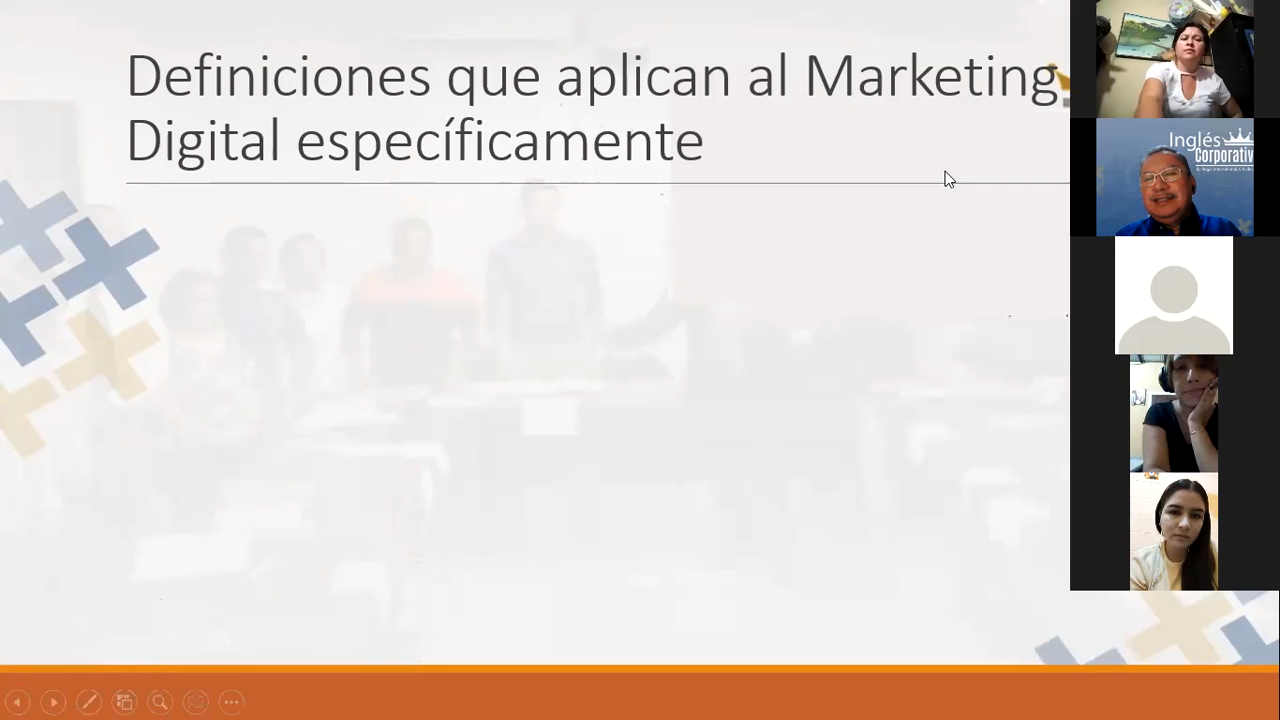 Definiciones que aplican al Marketing
Digital específicamente
Inglés
Corporativ